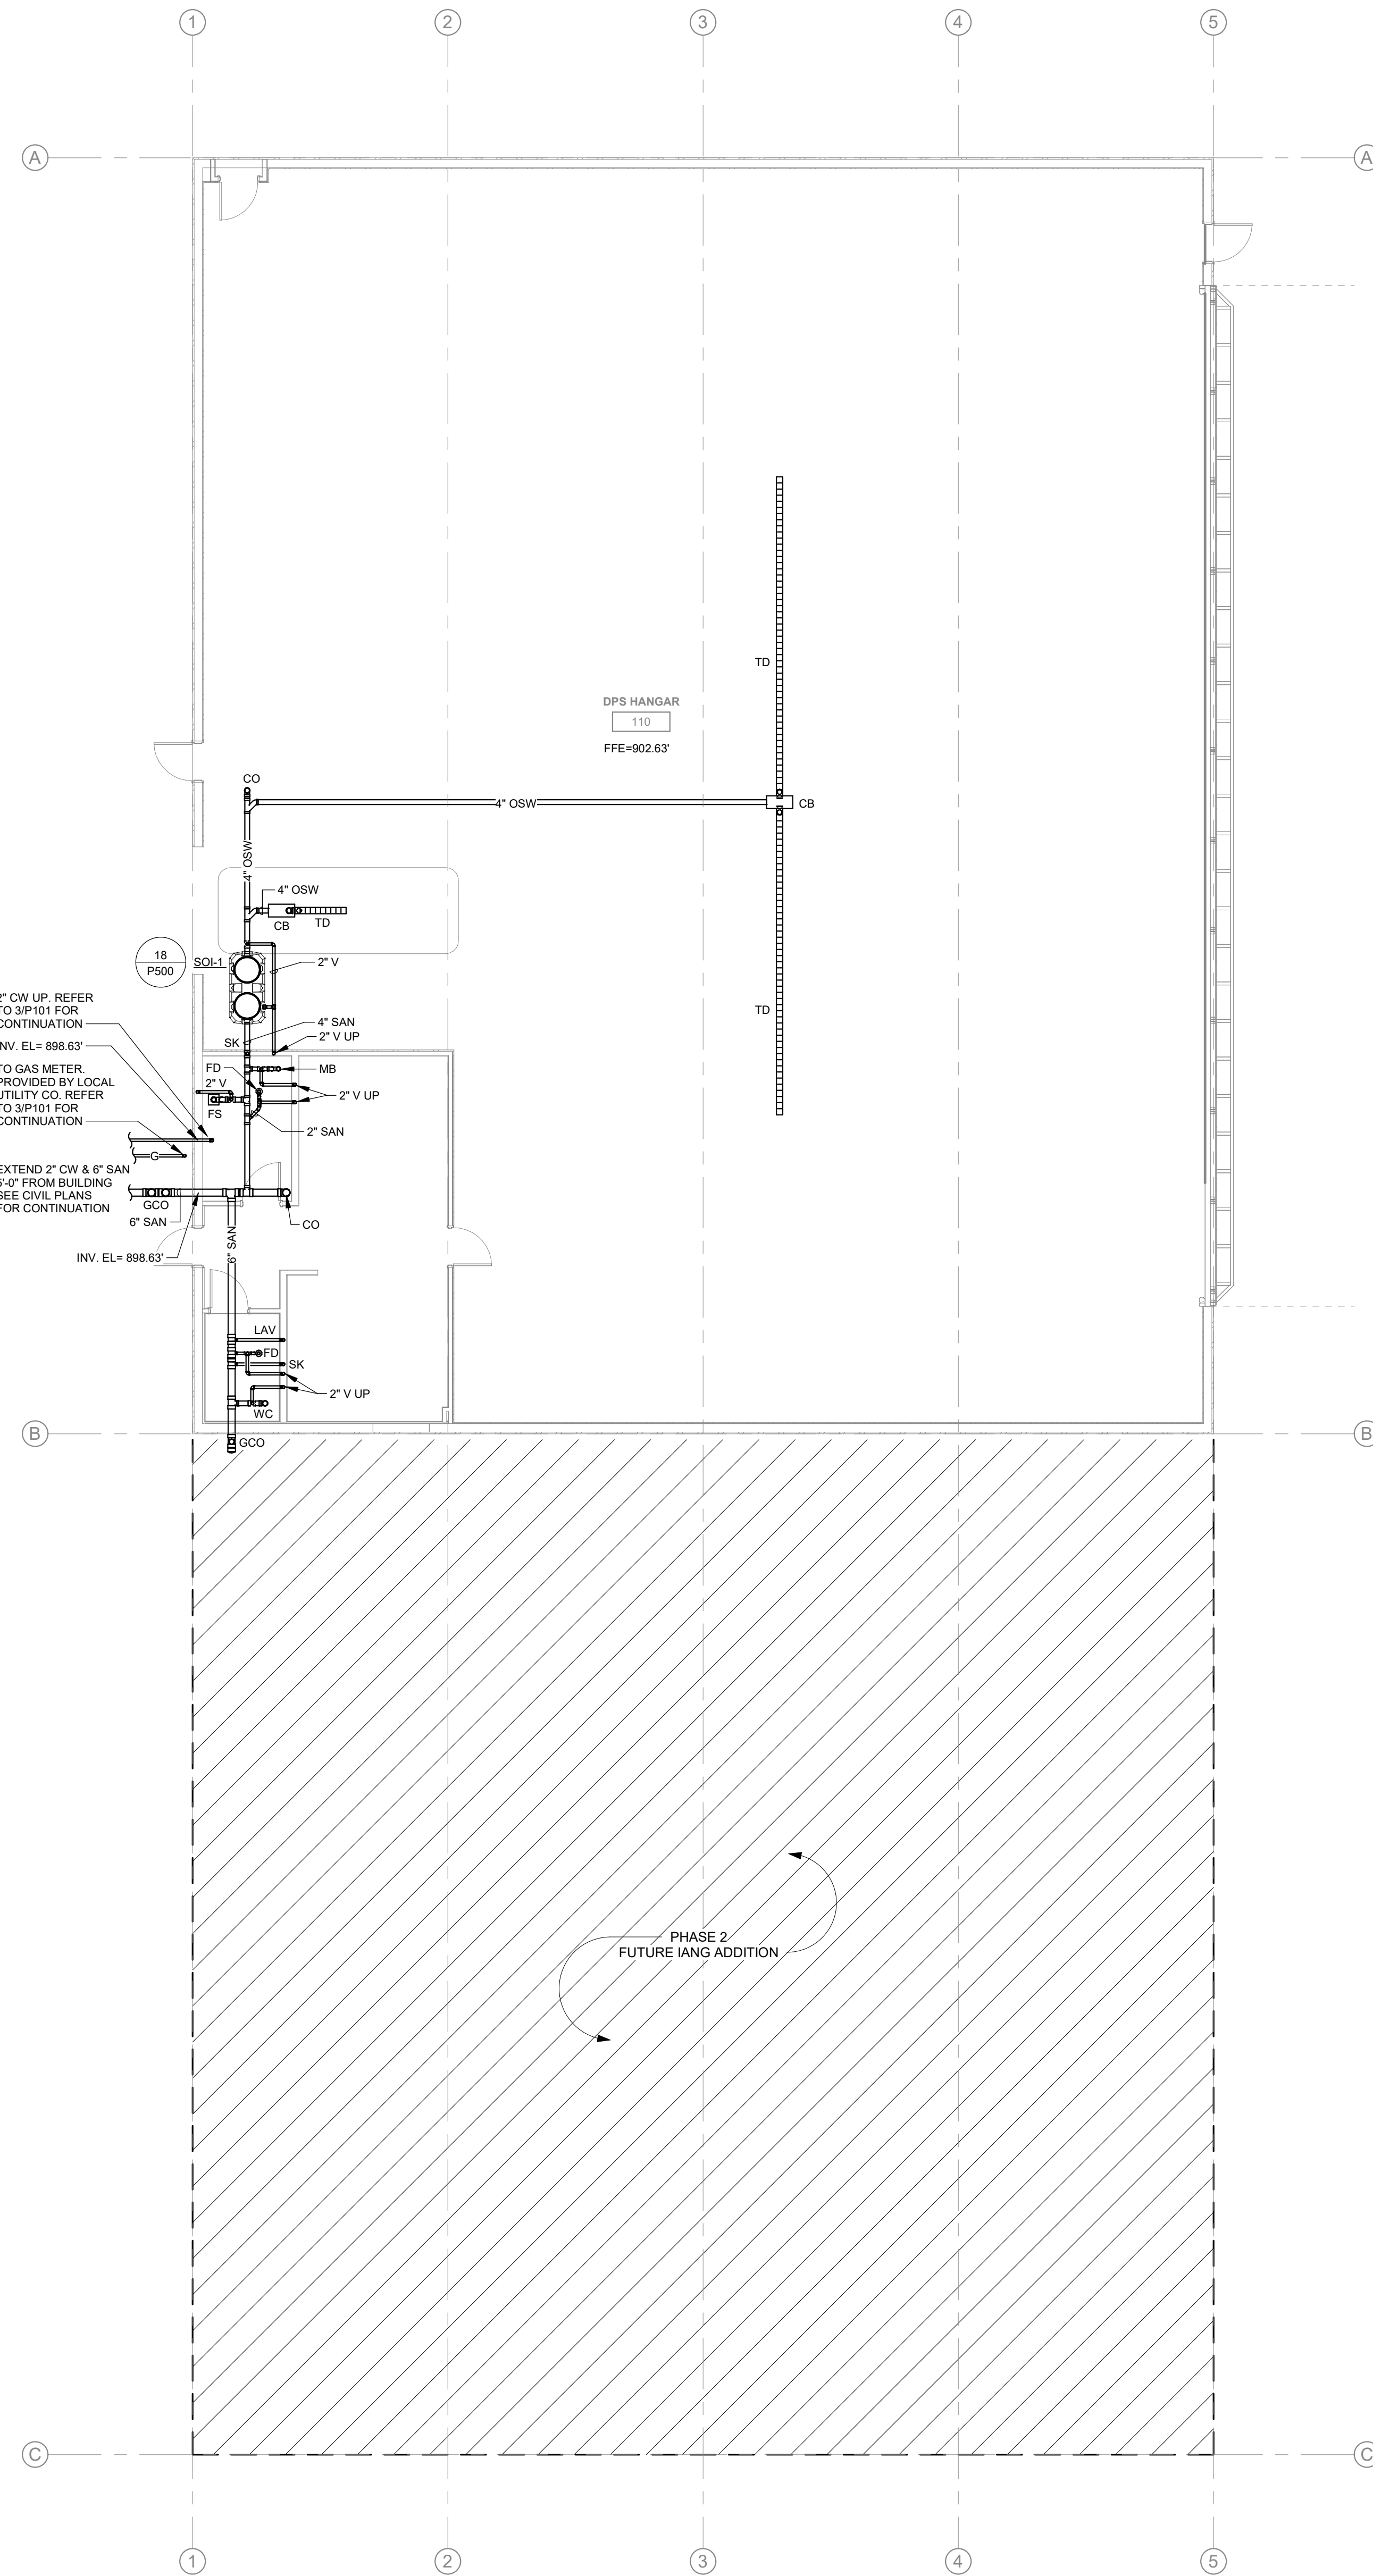 1 2 3 4 5
A A
DPS HANGAR
110
FFE=902.63'
TD
CO
4" OSW
CB
4" OSW
4" OSW
CB
TD
18
P500
SOI-1
2" V
TD
2" CW UP. REFER
TO 3/P101 FOR
CONTINUATION
4" SAN
SK
2" V UP
INV. EL= 898.63'
TO GAS METER.
PROVIDED BY LOCAL
UTILITY CO. REFER
TO 3/P101 FOR
CONTINUATION
FD
MB
2" V
2" V UP
FS
2" SAN
G
EXTEND 2" CW & 6" SAN
5'-0" FROM BUILDING
SEE CIVIL PLANS
FOR CONTINUATION
GCO
6" SAN
CO
6" SAN
INV. EL= 898.63'
LAV
FD
SK
2" V UP
WC
B B
GCO
PHASE 2
FUTURE IANG ADDITION
C C
1 2 3 4 5